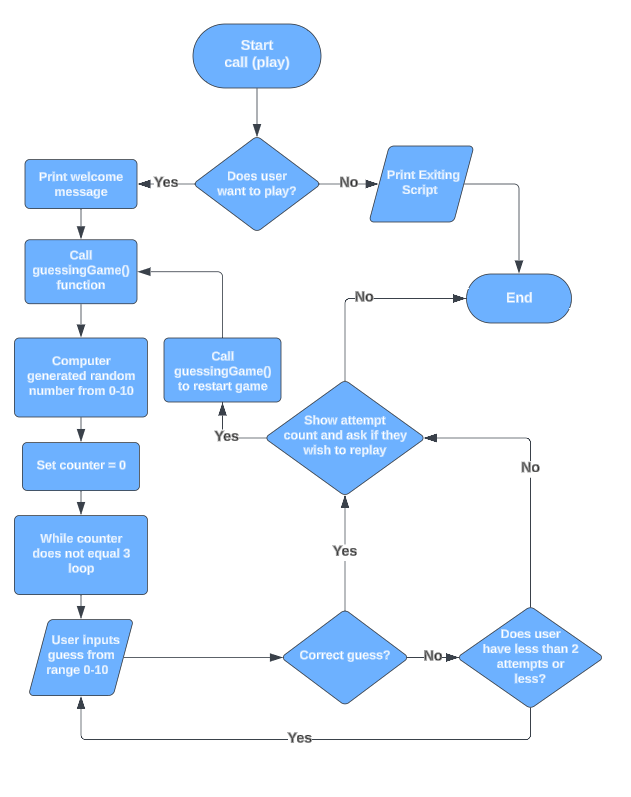 Start
call (play)
Does user
want to play?
Yes
No
Print welcome
message
Print Exiting
Script
Call
guessingGame()
function
End
No
Computer
generated random
number from 0-10
Call
guessingGame()
to restart game
Yes
Show attempt
count and ask if they
wish to replay
Set counter = 0
No
While counter
does not equal 3
loop
Yes
User inputs
guess from
range 0-10
Correct guess?
No
Does user
have less than 2
attempts or
less?
Yes